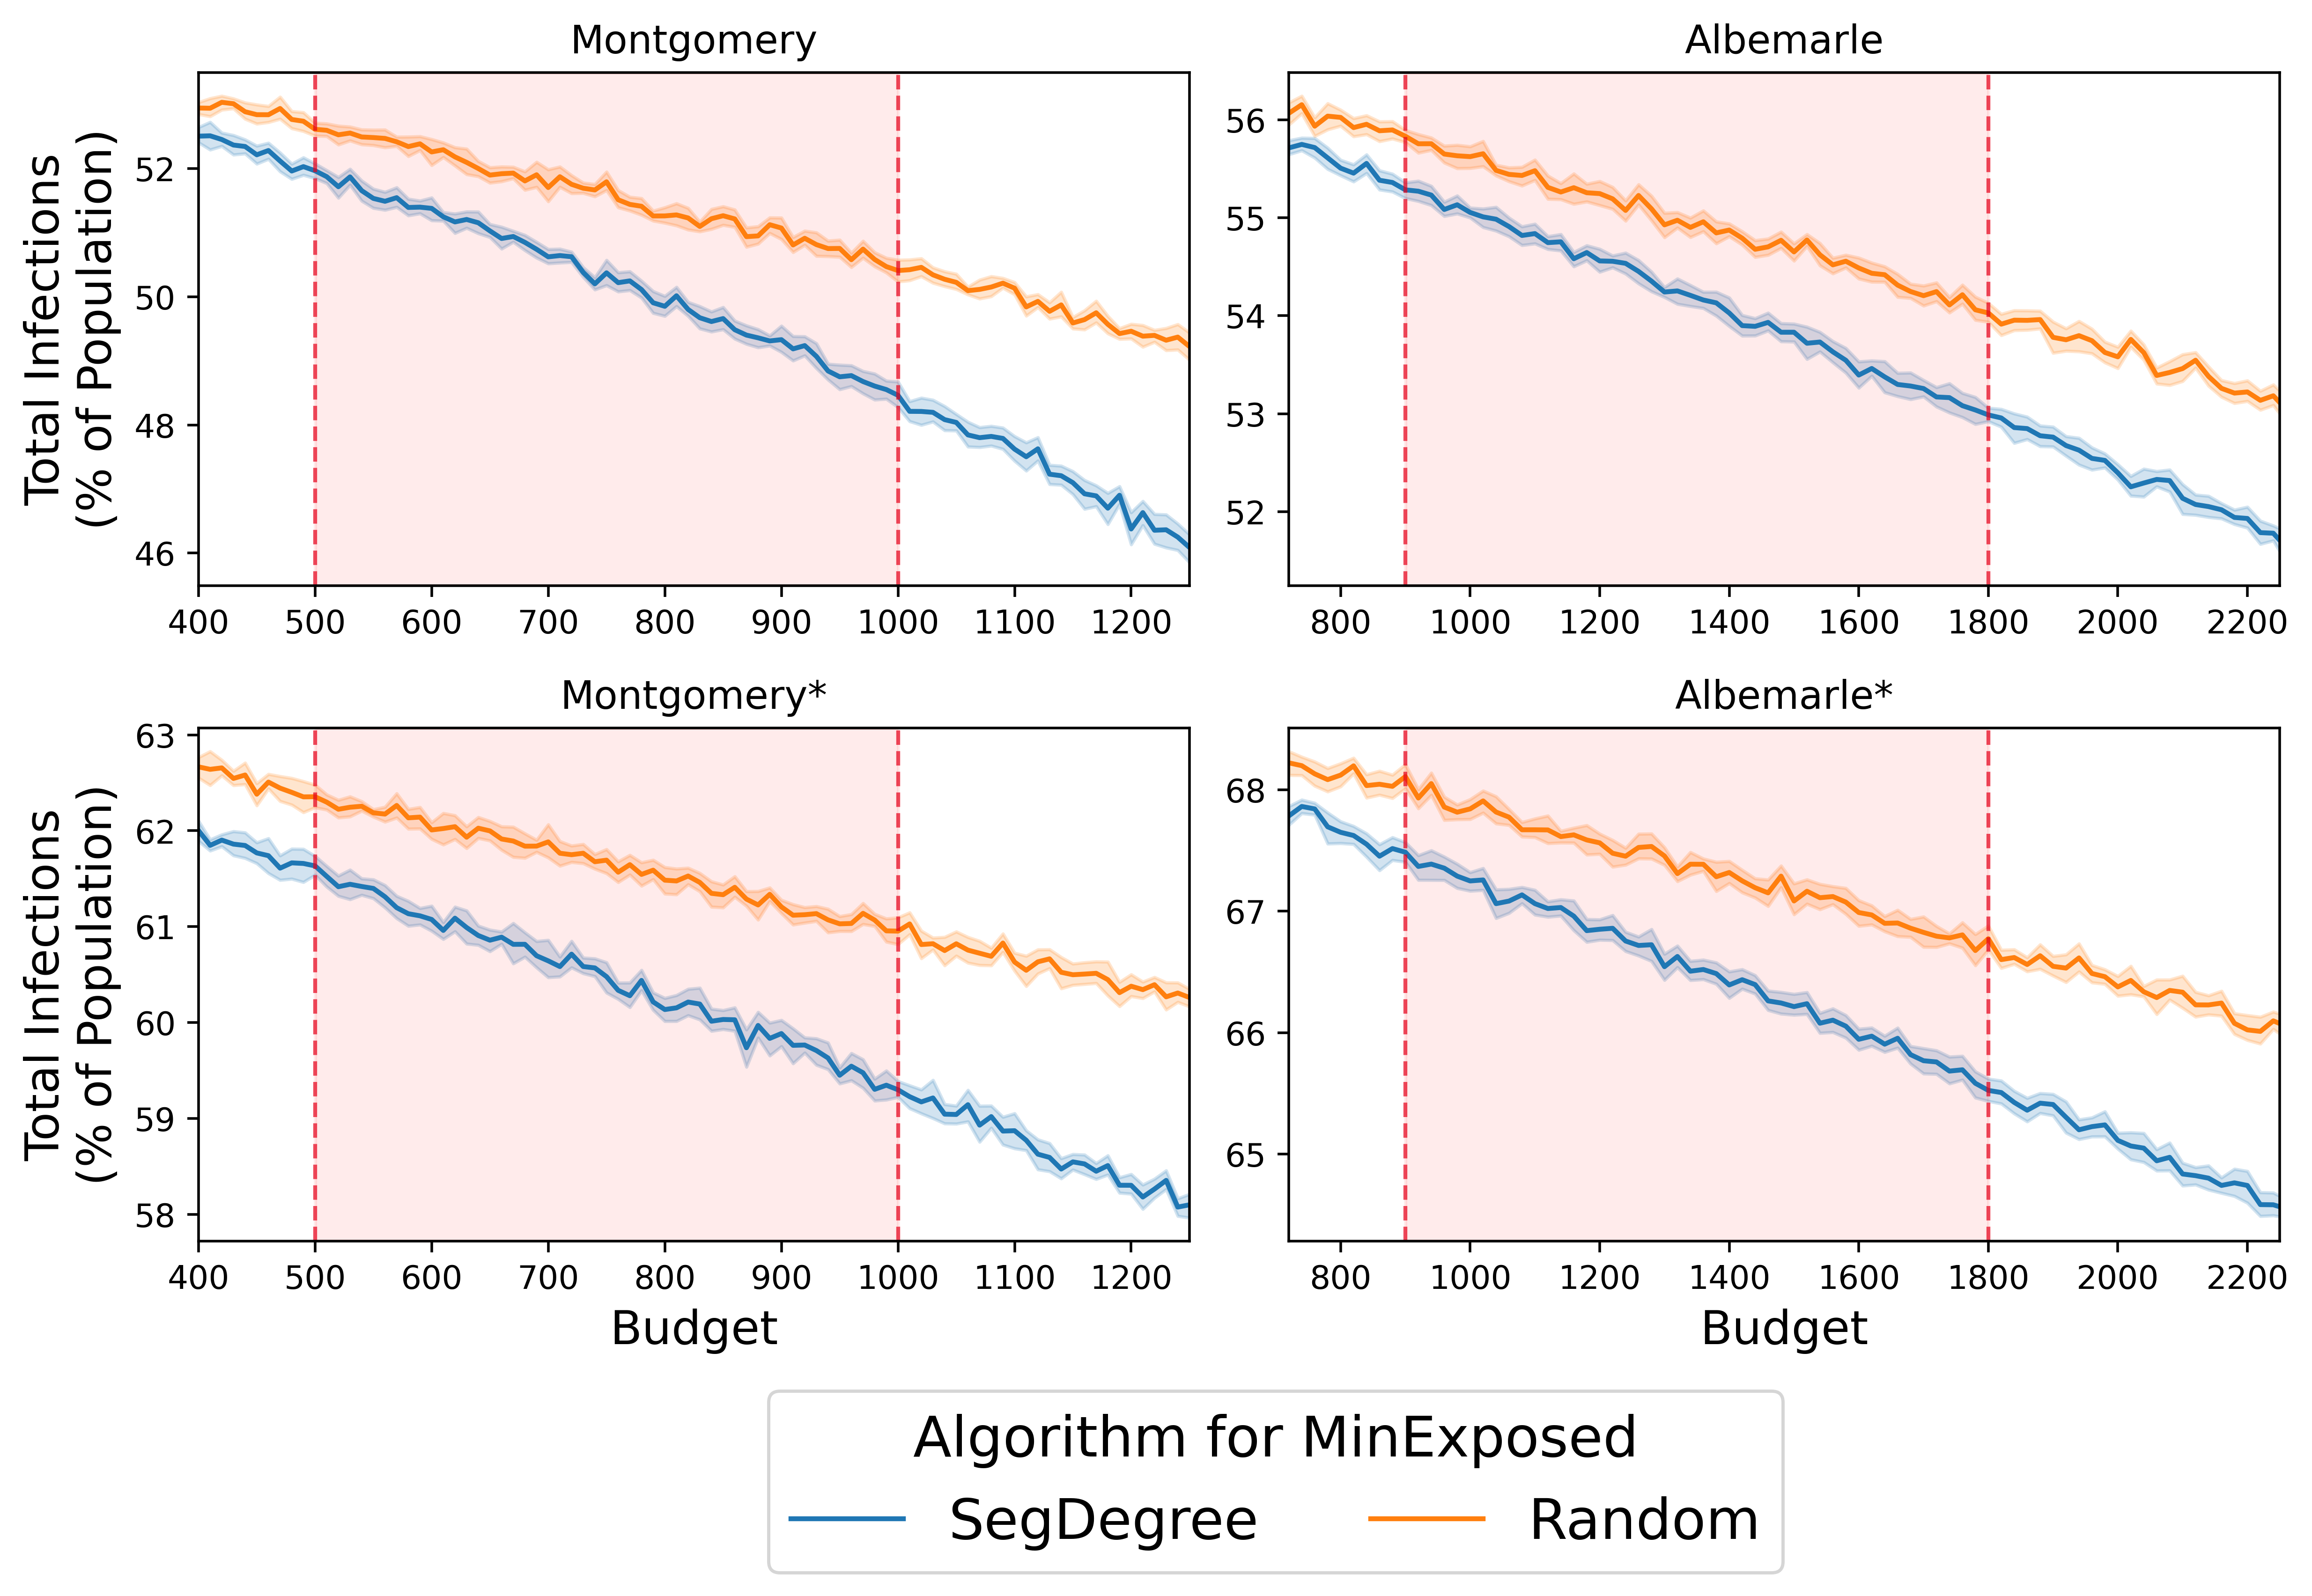 Montgomery
Albemarle
Total Infections
(% of Population)
52
50
48
46
56
55
54
53
52
400 500 600 700 800 900 1000 1100 1200
800 1000 1200 1400 1600 1800 2000 2200
Montgomery*
Albemarle*
Total Infections
(% of Population)
63
62
61
60
59
58
68
67
66
65
400 500 600 700 800 900 1000 1100 1200
800 1000 1200 1400 1600 1800 2000 2200
Budget
Budget
Algorithm for MinExposed
SegDegree Random